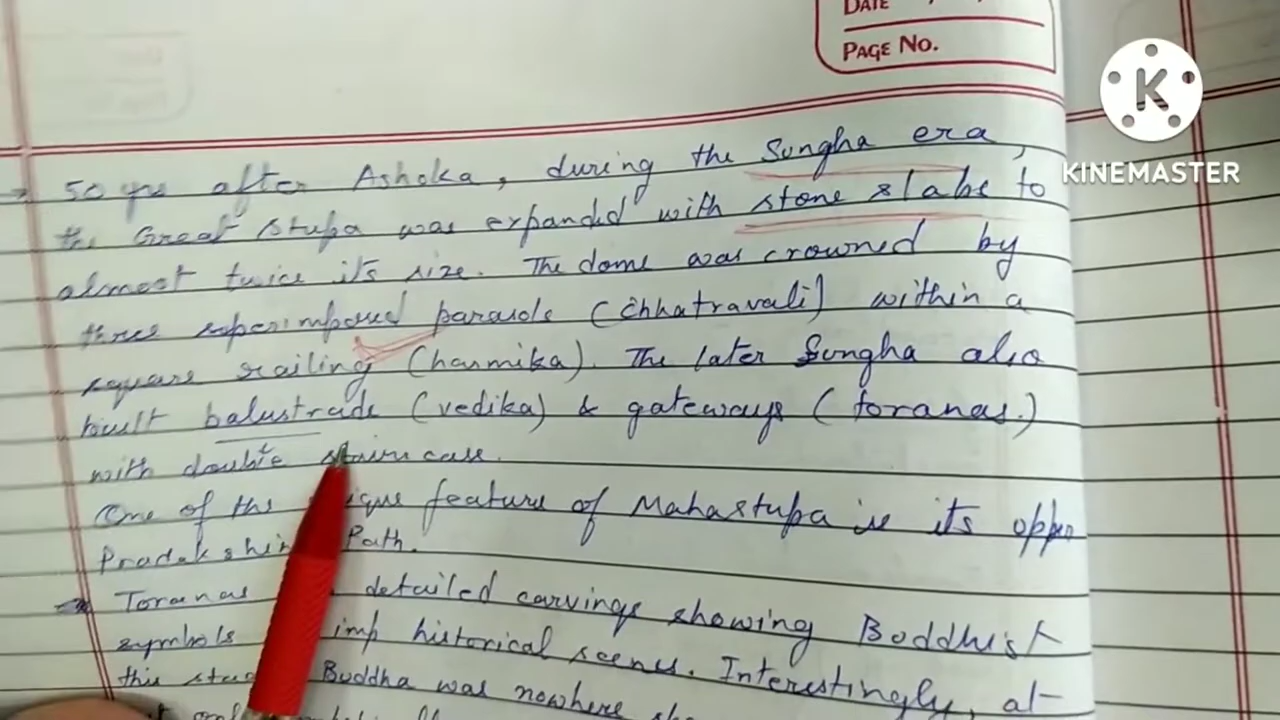 DATE
PAGE NO.
K
KINEMASTER
→ 50 yrs after Ashoka, during the Sungha era,
the Great Stupa was expanded with stone slabs to
almost twice its size. The dome was crowned by
three superimposed parasols (Chhatravali) within a
square railing (harmika). The later Sungha also
built balustrade (vedika) & gateways (toranas.)
with double staircase.
One of the feature of Mahastupa is its upper
Path.
→ Toranas detailed carvings showing Buddhist
symbols imp historical scenes. Interestingly, at
this Buddha was nowhere